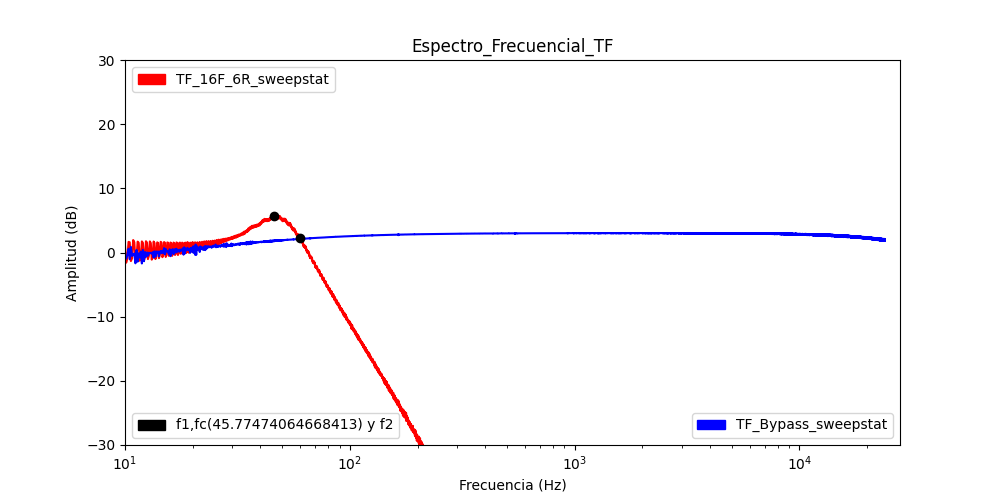 Espectro_Frecuencial_TF
TF_16F_6R_sweepstat
30
20
10
0
−10
−20
−30
Amplitud (dB)
f1,fc(45.77474064668413) y f2
TF_Bypass_sweepstat
10¹
10²
10³
10⁴
Frecuencia (Hz)